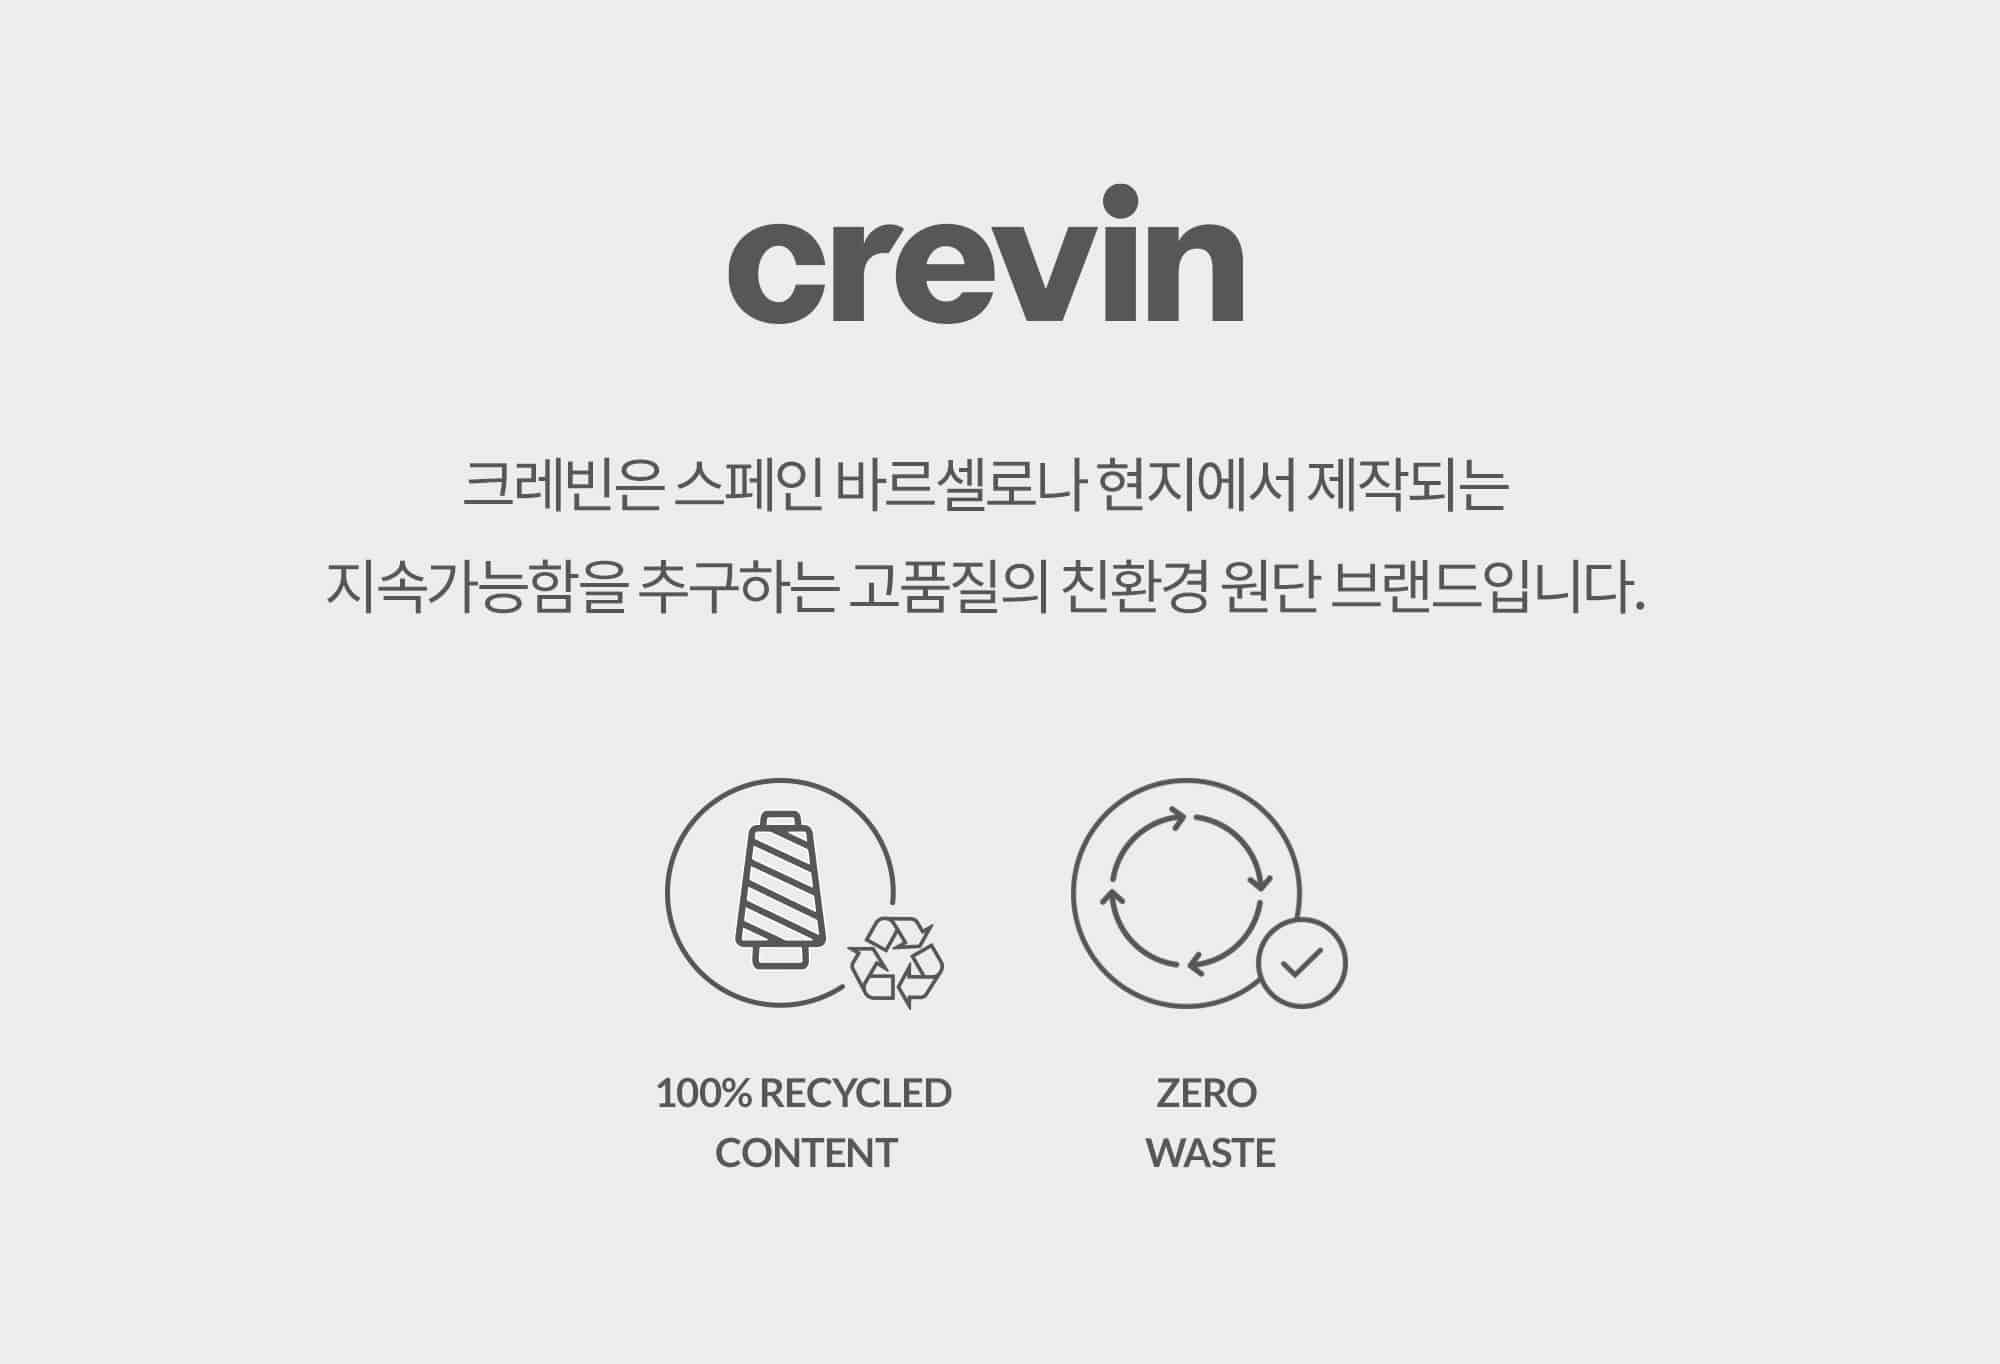 crevin
크레빈은 스페인 바르셀로나 현지에서 제작되는
지속가능함을 추구하는 고품질의 친환경 원단 브랜드입니다.
100% RECYCLED
CONTENT
ZERO
WASTE